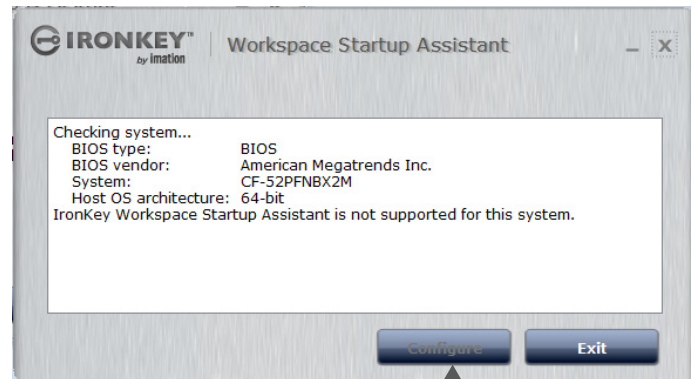 IRONKEY™ Workspace Startup Assistant
by imation
Checking system...
BIOS type: BIOS
BIOS vendor: American Megatrends Inc.
System: CF-52PFNBX2M
Host OS architecture: 64-bit
IronKey Workspace Startup Assistant is not supported for this system.
Configure Exit